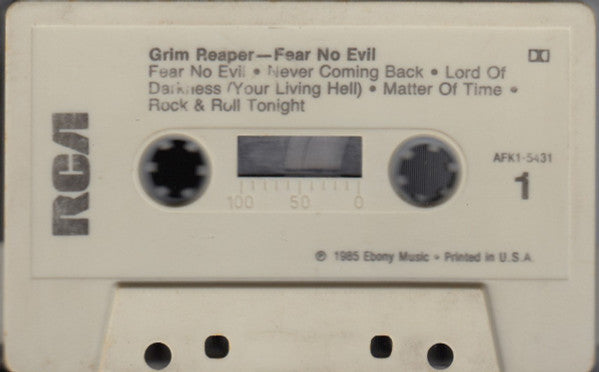 Grim Reaper—Fear No Evil
Fear No Evil • Never Coming Back • Lord Of
Darkness (Your Living Hell) • Matter Of Time •
Rock & Roll Tonight
RCA
AFK1-5431
1
100 50 0
℗ 1985 Ebony Music • Printed in U.S.A.